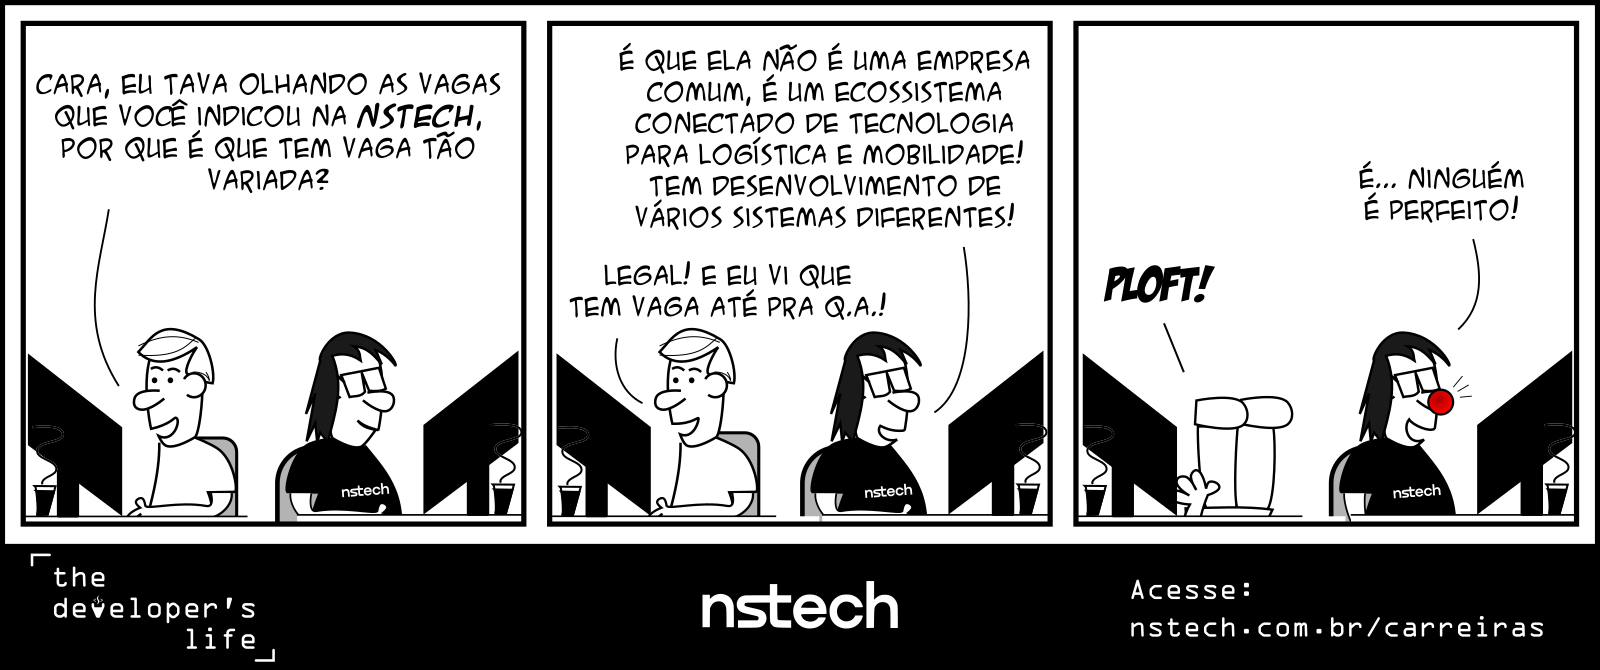 CARA, EU TAVA OLHANDO AS VAGAS
QUE VOCÊ INDICOU NA NSTECH,
POR QUE É QUE TEM VAGA TÃO
VARIADA?
nstech
É QUE ELA NÃO É UMA EMPRESA
COMUM, É UM ECOSSISTEMA
CONECTADO DE TECNOLOGIA
PARA LOGÍSTICA E MOBILIDADE!
TEM DESENVOLVIMENTO DE
VÁRIOS SISTEMAS DIFERENTES!
LEGAL! E EU VI QUE
TEM VAGA ATÉ PRA Q.A.!
nstech
PLOFT!
É... NINGUÉM
É PERFEITO!
nstech
the
developer's
life
nstech
Acesse:
nstech.com.br/carreiras